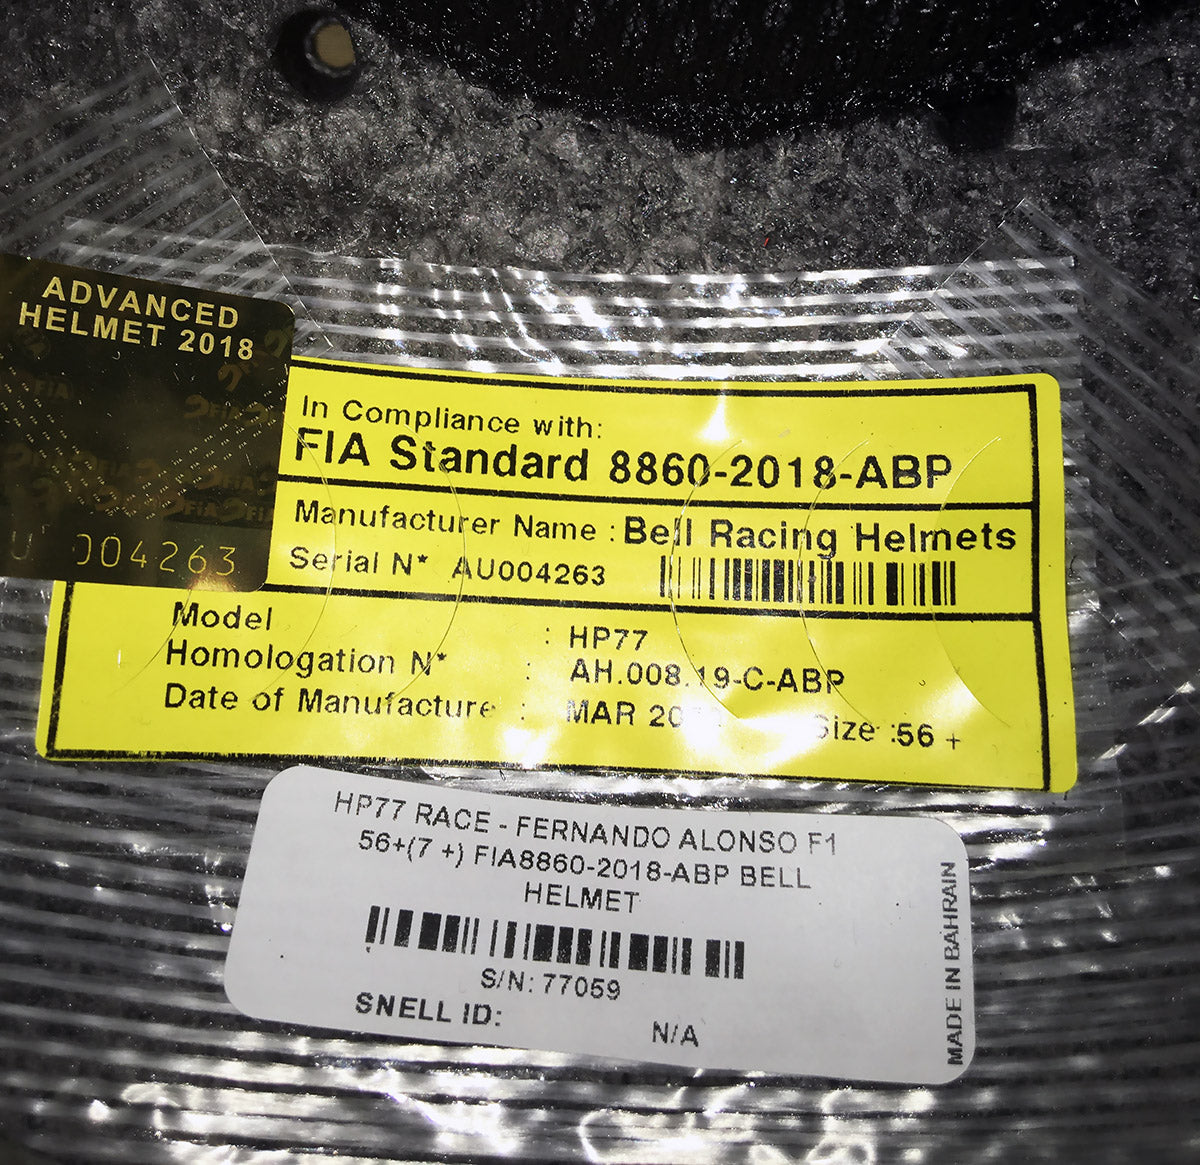 ADVANCED
HELMET 2018
004263
In Compliance with:
FIA Standard 8860-2018-ABP
Manufacturer Name : Bell Racing Helmets
Serial N* AU004263
Model : HP77
Homologation N* : AH.008.19-C-ABP
Date of Manufacture : MAR Size :56 +
HP77 RACE - FERNANDO ALONSO F1
56+(7 +) FIA8860-2018-ABP BELL
HELMET
S/N: 77059
SNELL ID: N/A
MADE IN BAHRAIN